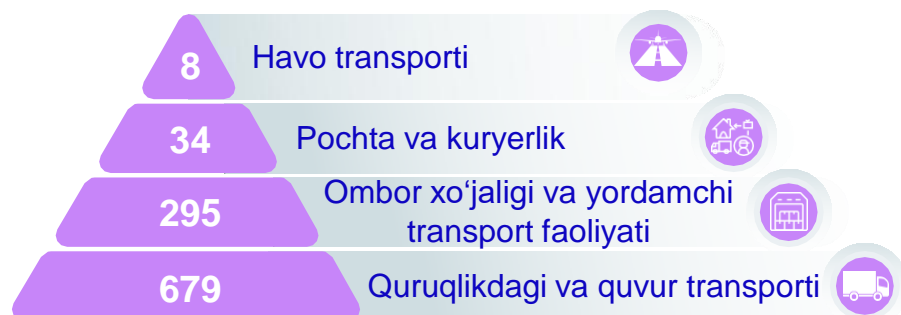 8 Havo transporti
34 Pochta va kuryerlik
295 Ombor xo‘jaligi va yordamchi
transport faoliyati
679 Quruqlikdagi va quvur transporti